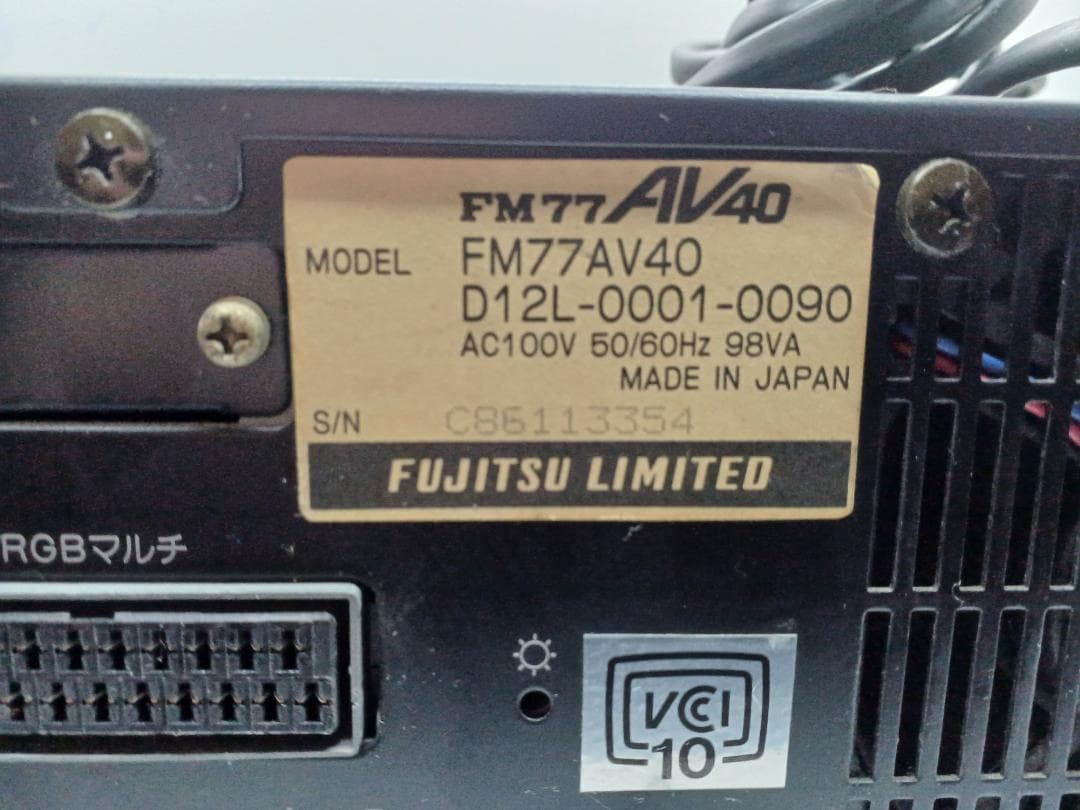 FM77AV40
MODEL FM77AV40
D12L-0001-0090
AC100V 50/60Hz 98VA
MADE IN JAPAN
S/N C86113354
FUJITSU LIMITED
RGBマルチ
VCCI
10